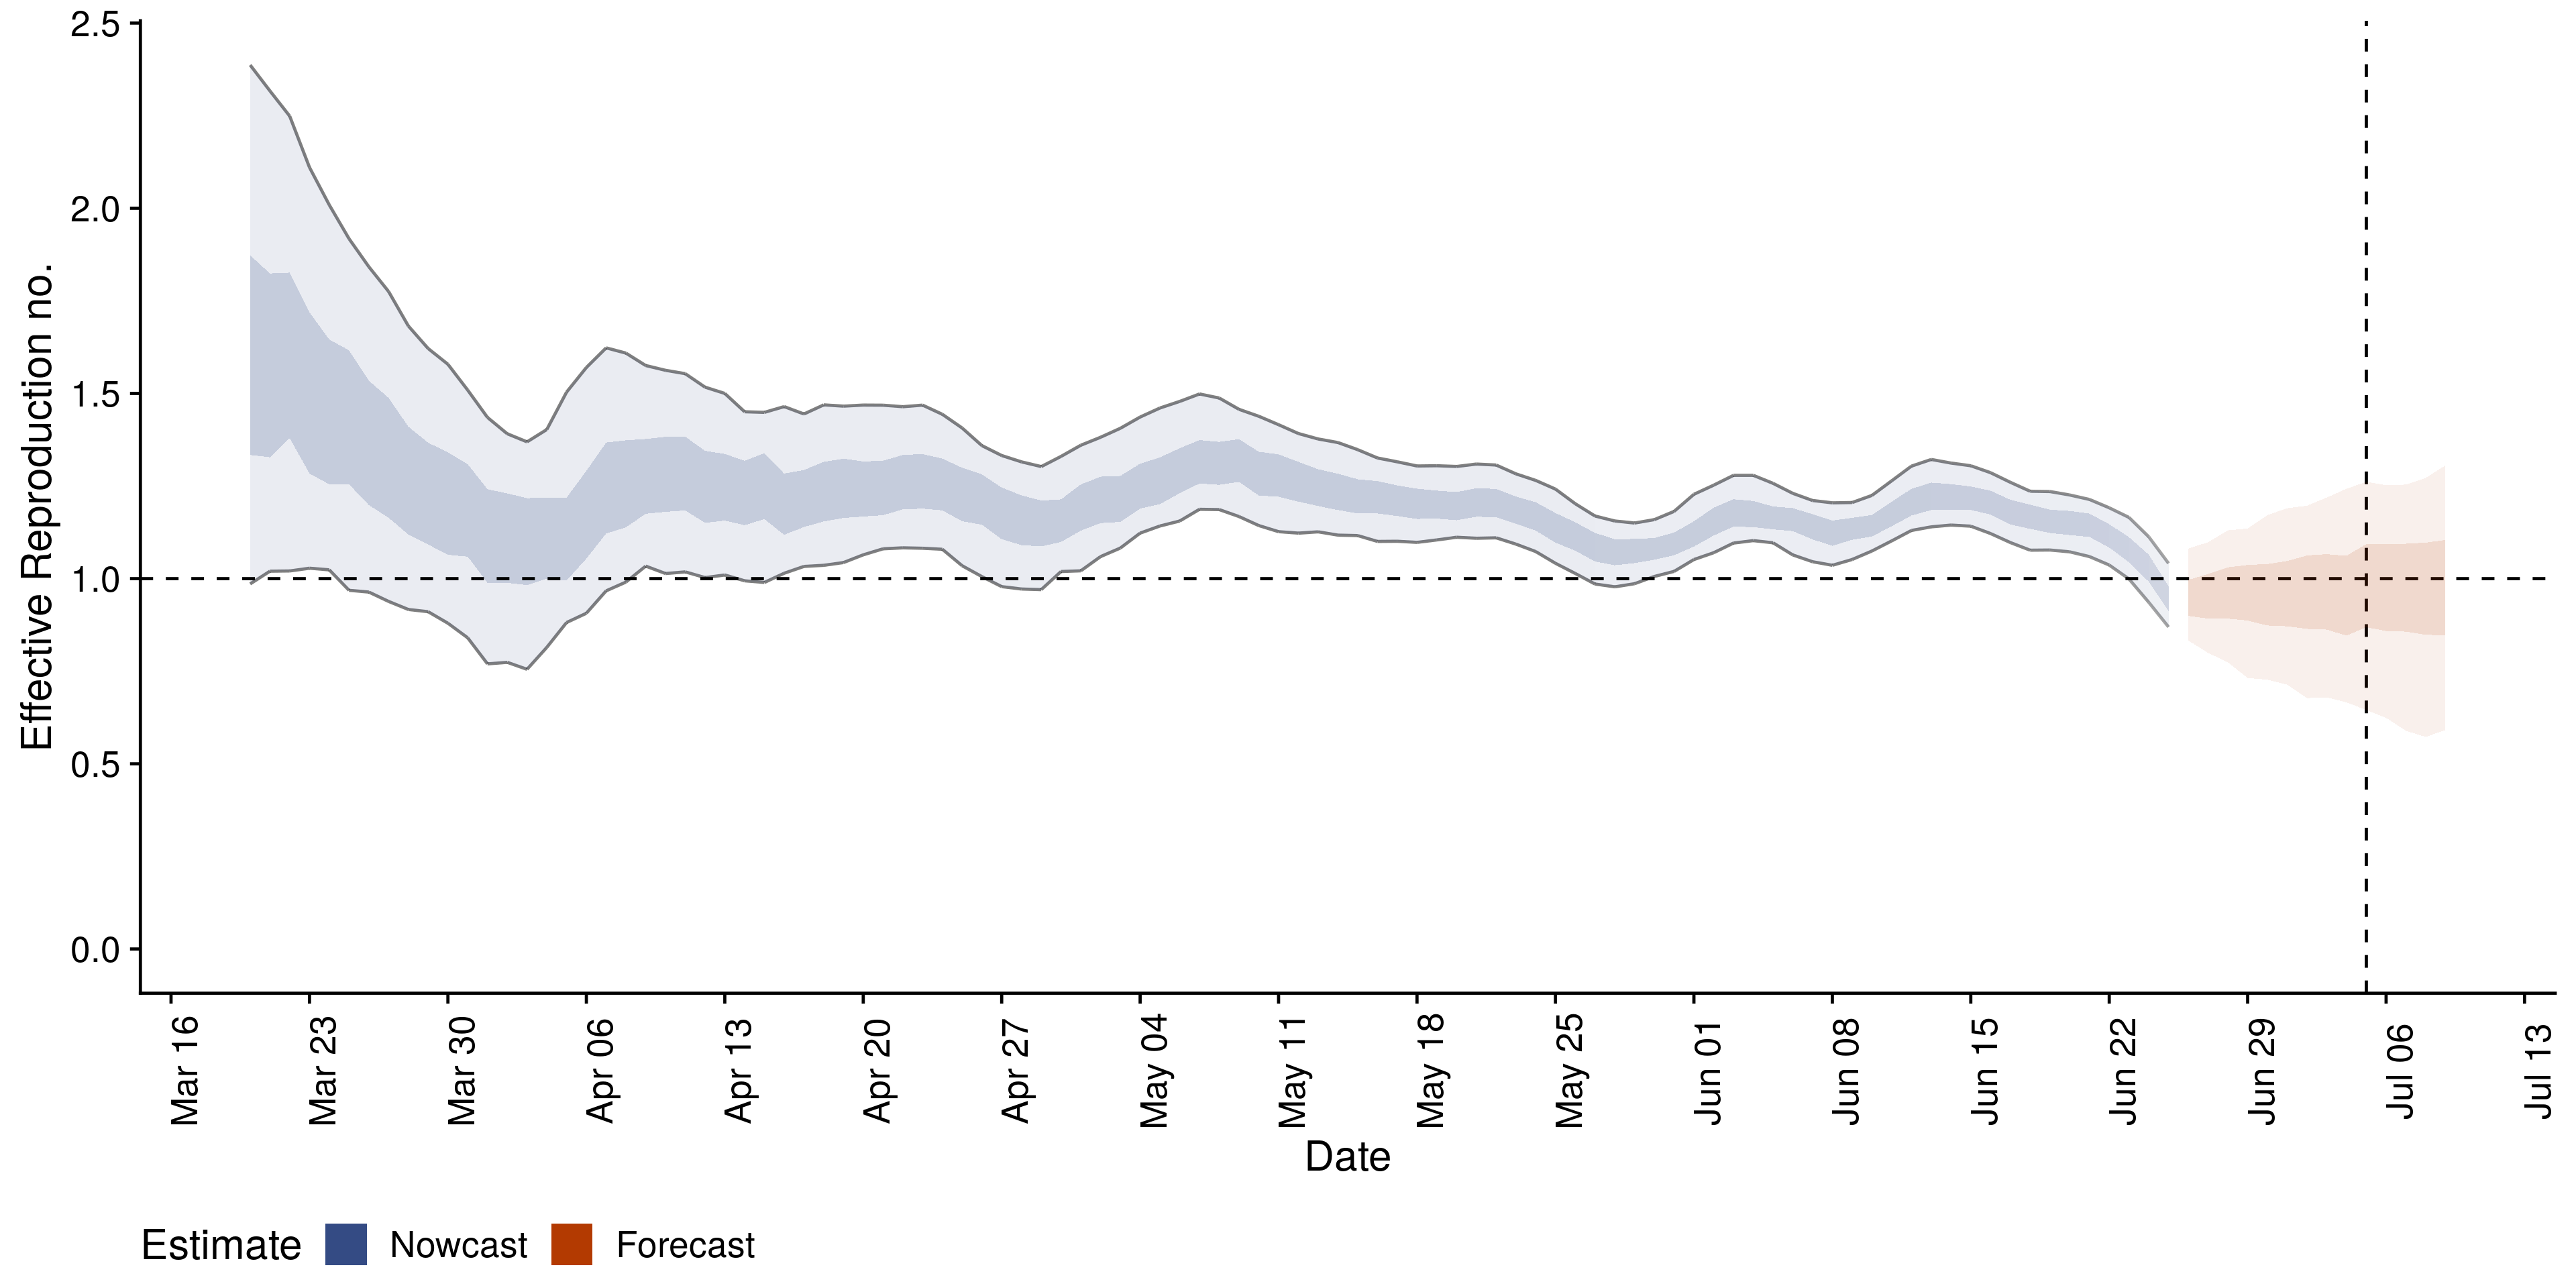 Effective Reproduction no.
2.5
2.0
1.5
1.0
0.5
0.0
Mar 16
Mar 23
Mar 30
Apr 06
Apr 13
Apr 20
Apr 27
May 04
May 11
May 18
May 25
Jun 01
Jun 08
Jun 15
Jun 22
Jun 29
Jul 06
Jul 13
Date
Estimate Nowcast Forecast